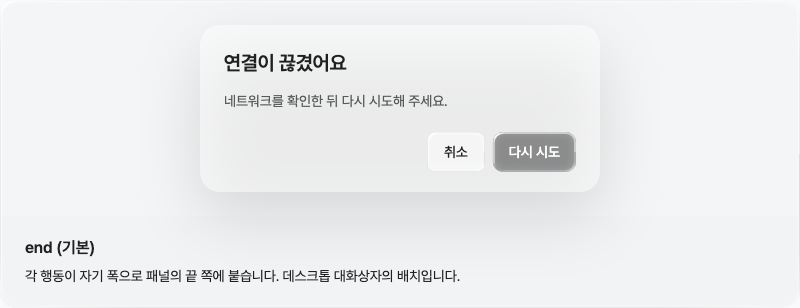 연결이 끊겼어요
네트워크를 확인한 뒤 다시 시도해 주세요.
취소
다시 시도
end (기본)
각 행동이 자기 폭으로 패널의 끝 쪽에 붙습니다. 데스크톱 대화상자의 배치입니다.